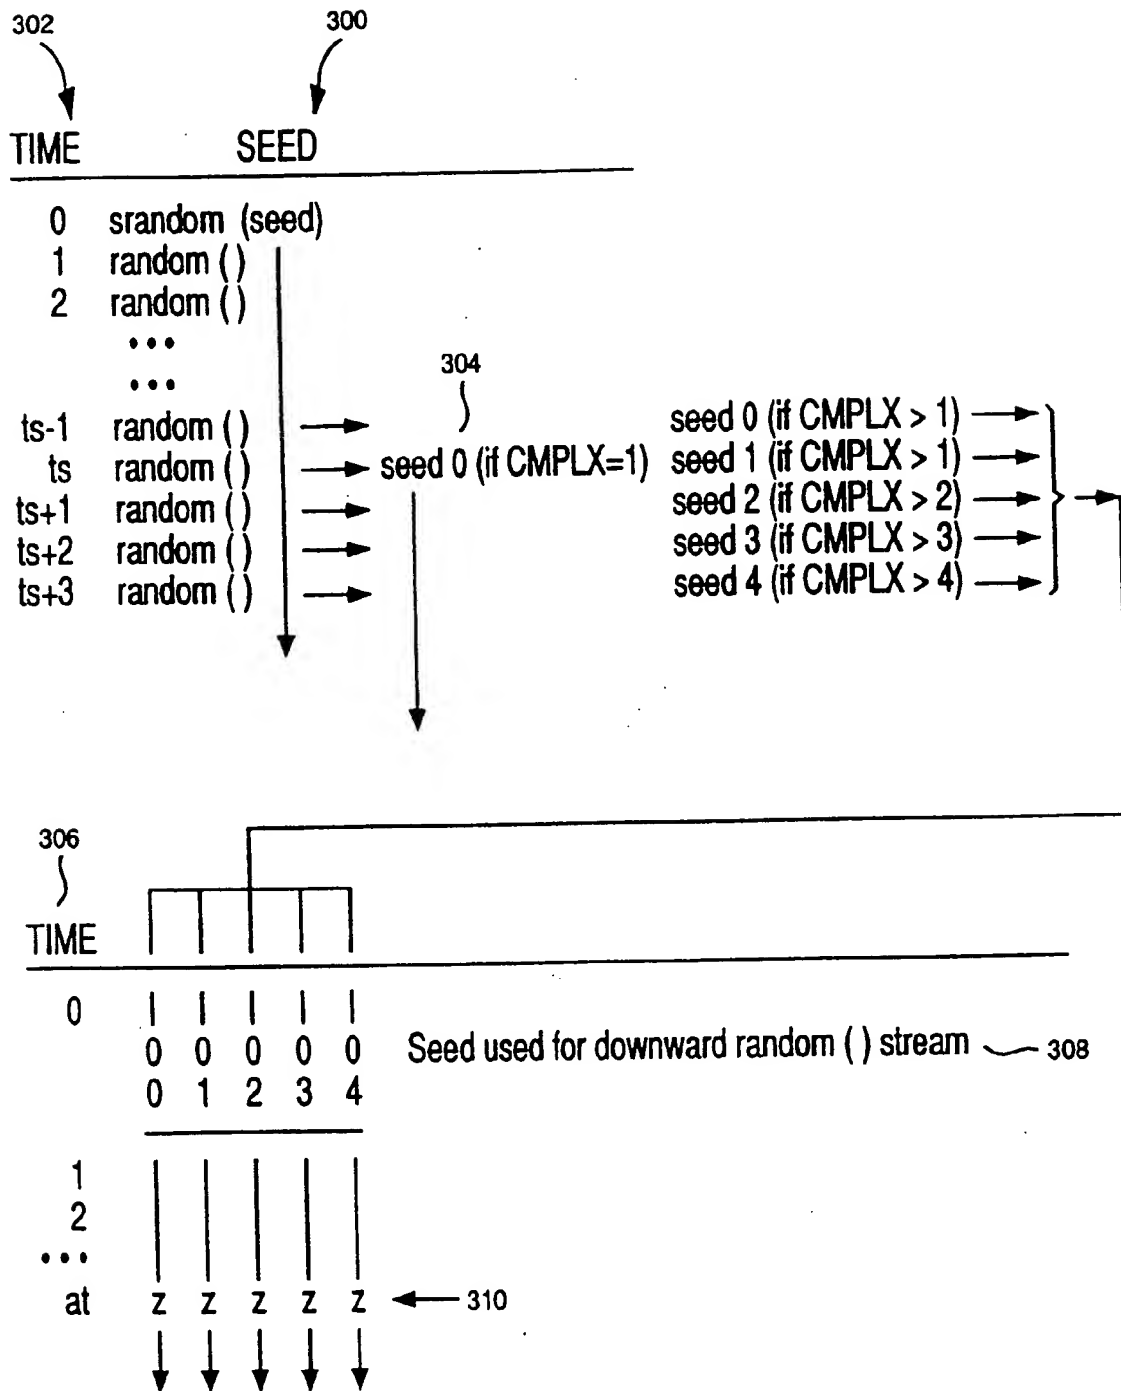 302 300
TIME SEED
0 srandom (seed)
1 random ( )
2 random ( )
•••
•••
304
ts-1 random ( ) seed 0 (if CMPLX > 1)
ts random ( ) seed 0 (if CMPLX=1) seed 1 (if CMPLX > 1)
ts+1 random ( ) seed 2 (if CMPLX > 2)
ts+2 random ( ) seed 3 (if CMPLX > 3)
ts+3 random ( ) seed 4 (if CMPLX > 4)
306
TIME
0 | | | | |
0 0 0 0 0 Seed used for downward random ( ) stream 308
0 1 2 3 4
1
2
•••
at z z z z z 310